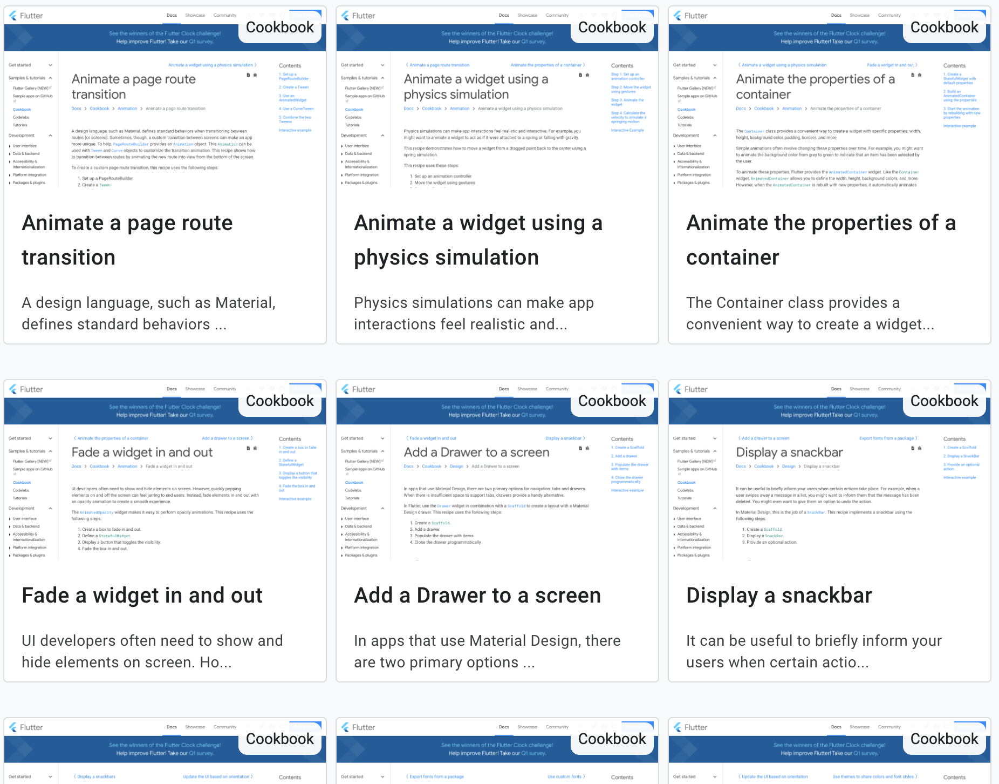 Flutter
Docs
Showcase
Community
Cookbook
See the winners of the Flutter Clock challenge!
Help improve Flutter! Take our Q1 survey.
Get started
Samples & tutorials
Flutter Gallery [NEW]
Sample apps on GitHub
Cookbook
Codelabs
Tutorials
Development
User interface
Data & backend
Accessibility &
internationalization
Platform integration
Packages & plugins
Animate a widget using a physics simulation
Animate a page route
transition
Docs > Cookbook > Animation > Animate a page route transition
A design language, such as Material, defines standard behaviors when transitioning between
routes (or screens). Sometimes, though, a custom transition between screens can make an app
more unique. To help, PageRouteBuilder provides an Animation object. This Animation can be
used with Tween and Curve objects to customize the transition animation. This recipe shows how
to transition between routes by animating the new route into view from the bottom of the screen.
To create a custom page route transition, this recipe uses the following steps:
1. Set up a PageRouteBuilder
2. Create a Tween
Contents
1. Set up a
PageRouteBuilder
2. Create a Tween
3. Use an
AnimatedWidget
4. Use a CurveTween
5. Combine the two
Tweens
Interactive example
Animate a page route
transition
A design language, such as Material,
defines standard behaviors ...
Flutter
Docs
Showcase
Community
Cookbook
See the winners of the Flutter Clock challenge!
Help improve Flutter! Take our Q1 survey.
Get started
Samples & tutorials
Flutter Gallery [NEW]
Sample apps on GitHub
Cookbook
Codelabs
Tutorials
Development
User interface
Data & backend
Accessibility &
internationalization
Platform integration
Packages & plugins
Animate a page route transition
Animate the properties of a container
Animate a widget using a
physics simulation
Docs > Cookbook > Animation > Animate a widget using a physics simulation
Physics simulations can make app interactions feel realistic and interactive. For example, you
might want to animate a widget to act as if it were attached to a spring or falling with gravity.
This recipe demonstrates how to move a widget from a dragged point back to the center using a
spring simulation.
This recipe uses these steps:
1. Set up an animation controller
2. Move the widget using gestures
Contents
Step 1: Set up an
animation controller
Step 2: Move the widget
using gestures
Step 3: Animate the
widget
Step 4: Calculate the
velocity to simulate a
springing motion
Interactive Example
Animate a widget using a
physics simulation
Physics simulations can make app
interactions feel realistic and...
Flutter
Docs
Showcase
Community
Cookbook
See the winners of the Flutter Clock challenge!
Help improve Flutter! Take our Q1 survey.
Get started
Samples & tutorials
Flutter Gallery [NEW]
Sample apps on GitHub
Cookbook
Codelabs
Tutorials
Development
User interface
Data & backend
Accessibility &
internationalization
Platform integration
Packages & plugins
Animate a widget using a physics simulation
Fade a widget in and out
Animate the properties of a
container
Docs > Cookbook > Animation > Animate the properties of a container
The Container class provides a convenient way to create a widget with specific properties: width,
height, background color, padding, borders, and more.
Simple animations often involve changing these properties over time. For example, you might want
to animate the background color from grey to green to indicate that an item has been selected by
the user.
To animate these properties, Flutter provides the AnimatedContainer widget. Like the Container
widget, AnimatedContainer allows you to define the width, height, background colors, and more.
However, when the AnimatedContainer is rebuilt with new properties, it automatically animates
Contents
1. Create a
StatefulWidget with
default properties
2. Build an
AnimatedContainer
using the properties
3. Start the animation
by rebuilding with new
properties
Interactive example
Animate the properties of a
container
The Container class provides a
convenient way to create a widget...
Flutter
Docs
Showcase
Community
Cookbook
See the winners of the Flutter Clock challenge!
Help improve Flutter! Take our Q1 survey.
Get started
Samples & tutorials
Flutter Gallery [NEW]
Sample apps on GitHub
Cookbook
Codelabs
Tutorials
Development
User interface
Data & backend
Accessibility &
internationalization
Platform integration
Packages & plugins
Animate the properties of a container
Add a drawer to a screen
Fade a widget in and out
Docs > Cookbook > Animation > Fade a widget in and out
UI developers often need to show and hide elements on screen. However, quickly popping
elements on and off the screen can feel jarring to end users. Instead, fade elements in and out with
an opacity animation to create a smooth experience.
The AnimatedOpacity widget makes it easy to perform opacity animations. This recipe uses the
following steps:
1. Create a box to fade in and out.
2. Define a StatefulWidget.
3. Display a button that toggles the visibility.
4. Fade the box in and out.
Contents
1. Create a box to fade
in and out
2. Define a
StatefulWidget
3. Display a button that
toggles the visibility
4. Fade the box in and
out
Interactive example
Fade a widget in and out
UI developers often need to show and
hide elements on screen. Ho...
Flutter
Docs
Showcase
Community
Cookbook
See the winners of the Flutter Clock challenge!
Help improve Flutter! Take our Q1 survey.
Get started
Samples & tutorials
Flutter Gallery [NEW]
Sample apps on GitHub
Cookbook
Codelabs
Tutorials
Development
User interface
Data & backend
Accessibility &
internationalization
Platform integration
Packages & plugins
Fade a widget in and out
Display a snackbar
Add a Drawer to a screen
Docs > Cookbook > Design > Add a Drawer to a screen
In apps that use Material Design, there are two primary options for navigation: tabs and drawers.
When there is insufficient space to support tabs, drawers provide a handy alternative.
In Flutter, use the Drawer widget in combination with a Scaffold to create a layout with a Material
Design drawer. This recipe uses the following steps:
1. Create a Scaffold.
2. Add a drawer.
3. Populate the drawer with items.
4. Close the drawer programmatically.
Contents
1. Create a Scaffold
2. Add a drawer
3. Populate the drawer
with items
4. Close the drawer
programmatically
Interactive example
Add a Drawer to a screen
In apps that use Material Design, there
are two primary options ...
Flutter
Docs
Showcase
Community
Cookbook
See the winners of the Flutter Clock challenge!
Help improve Flutter! Take our Q1 survey.
Get started
Samples & tutorials
Flutter Gallery [NEW]
Sample apps on GitHub
Cookbook
Codelabs
Tutorials
Development
User interface
Data & backend
Accessibility &
internationalization
Platform integration
Packages & plugins
Add a drawer to a screen
Export fonts from a package
Display a snackbar
Docs > Cookbook > Design > Display a snackbar
It can be useful to briefly inform your users when certain actions take place. For example, when a
user swipes away a message in a list, you might want to inform them that the message has been
deleted. You might even want to give them an option to undo the action.
In Material Design, this is the job of a SnackBar. This recipe implements a snackbar using the
following steps:
1. Create a Scaffold.
2. Display a SnackBar.
3. Provide an optional action.
Contents
1. Create a Scaffold
2. Display a SnackBar
3. Provide an optional
action
Interactive example
Display a snackbar
It can be useful to briefly inform your
users when certain actio...
Flutter
Docs
Showcase
Community
Cookbook
See the winners of the Flutter Clock challenge!
Help improve Flutter! Take our Q1 survey.
Get started
Display a snackbars
Update the UI based on orientation
Contents
Flutter
Docs
Showcase
Community
Cookbook
See the winners of the Flutter Clock challenge!
Help improve Flutter! Take our Q1 survey.
Get started
Export fonts from a package
Use custom fonts
Contents
Flutter
Docs
Showcase
Community
Cookbook
See the winners of the Flutter Clock challenge!
Help improve Flutter! Take our Q1 survey.
Get started
Update the UI based on orientation
Use themes to share colors and font styles
Contents